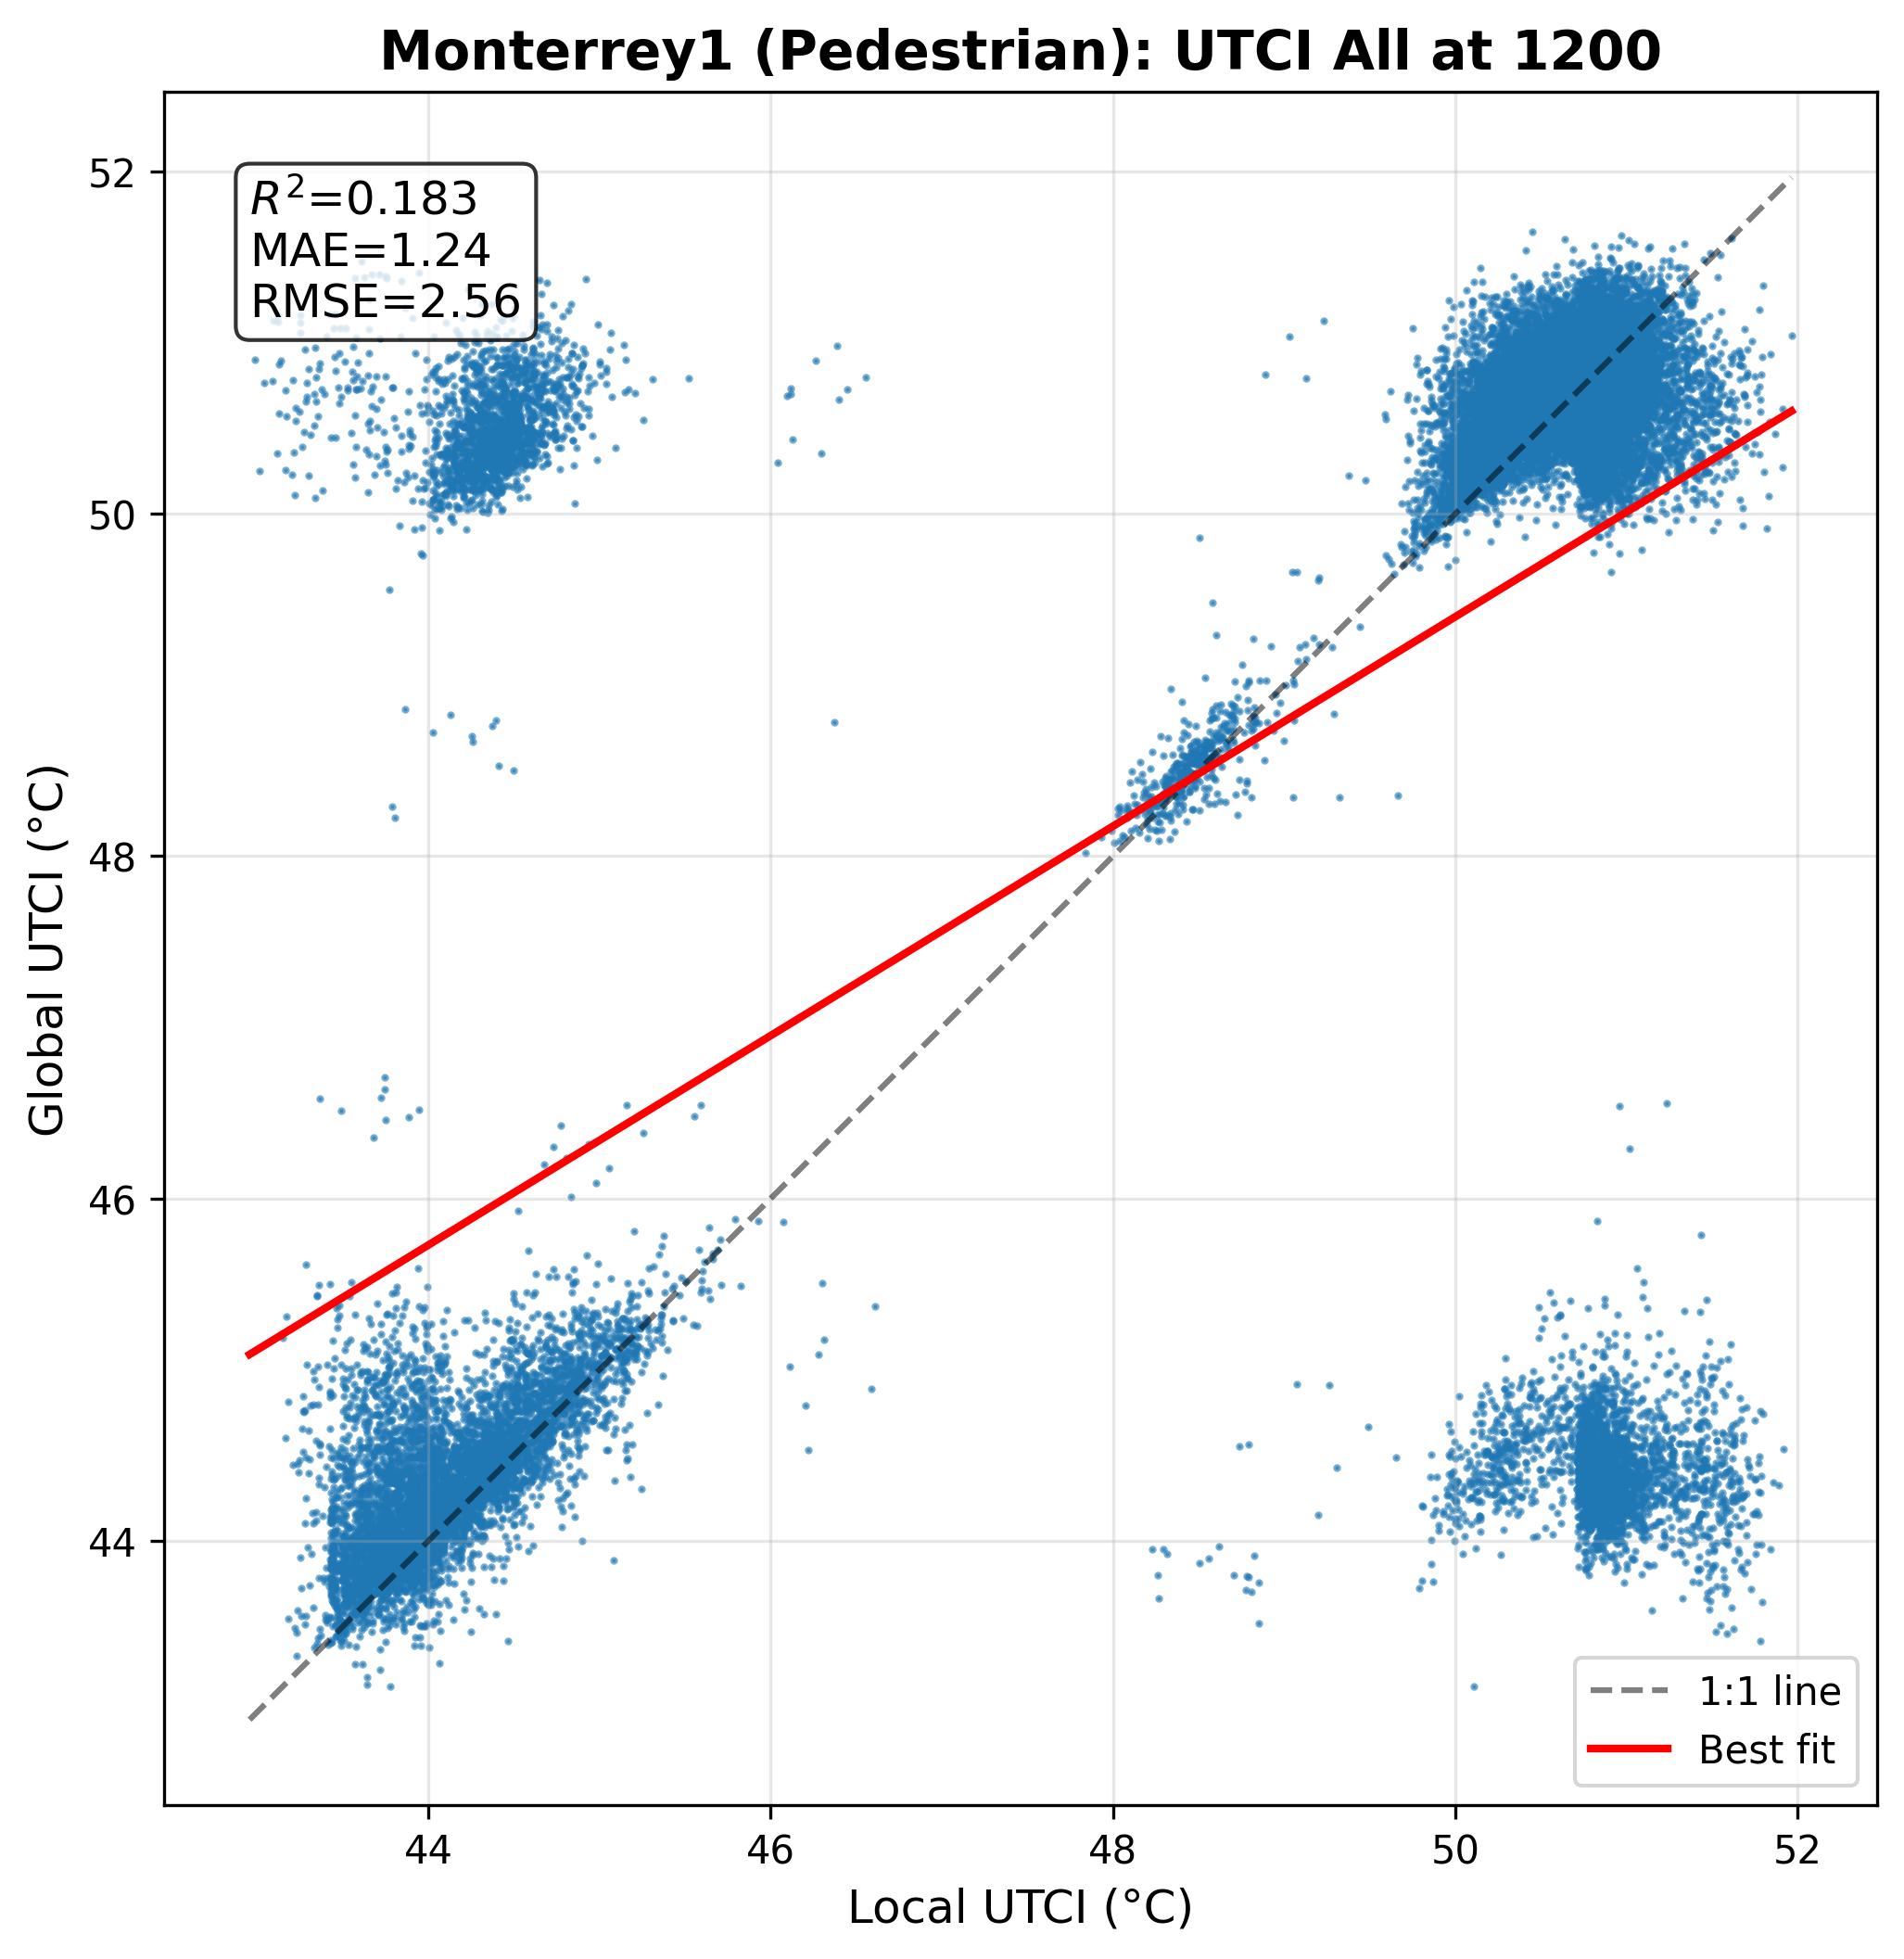 Monterrey1 (Pedestrian): UTCI All at 1200
R²=0.183
MAE=1.24
RMSE=2.56
52
50
48
46
44
Global UTCI (°C)
44 46 48 50 52
Local UTCI (°C)
1:1 line
Best fit